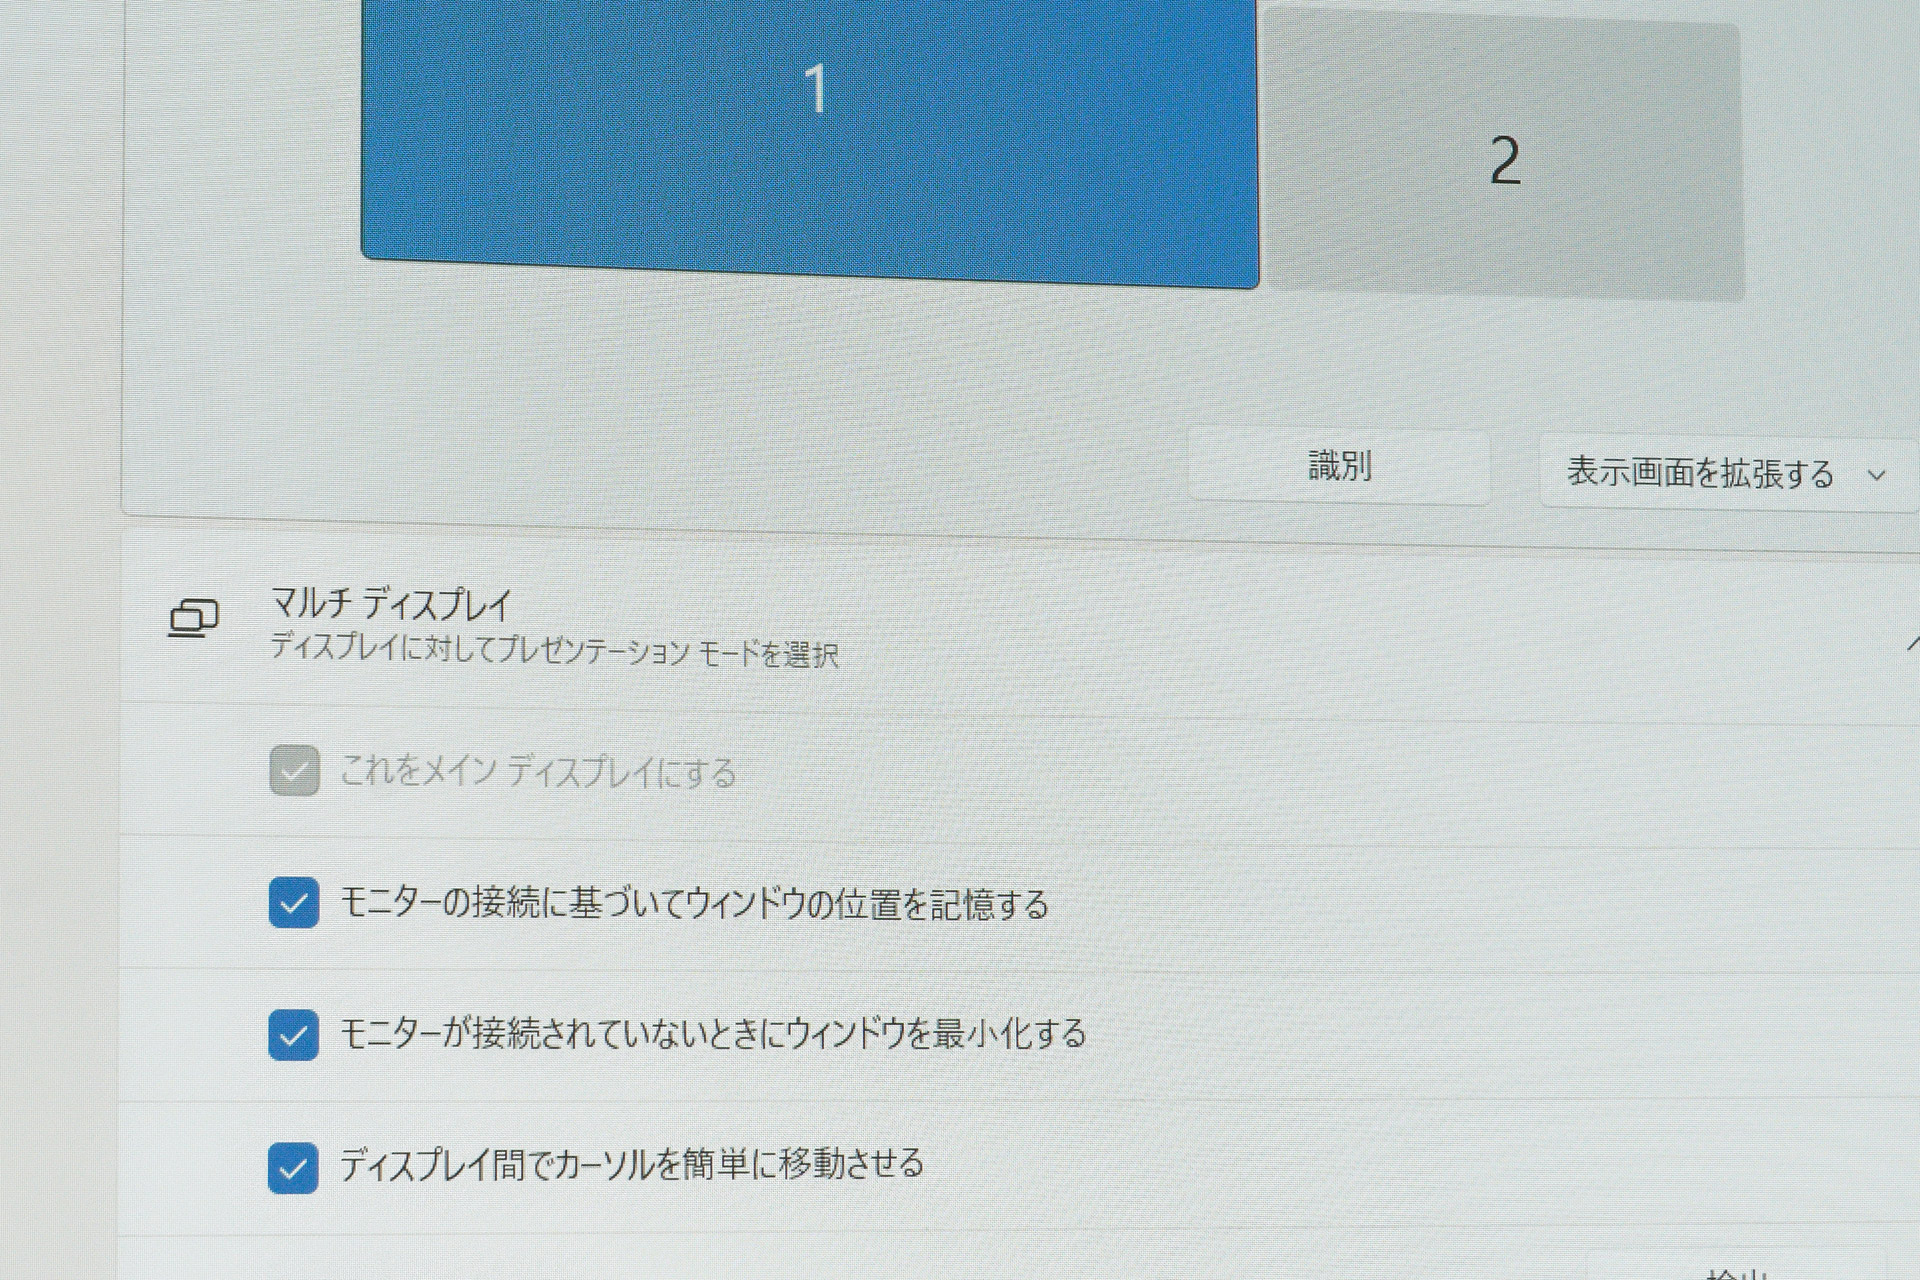 1
2
識別
表示画面を拡張する
マルチ ディスプレイ
ディスプレイに対してプレゼンテーション モードを選択
これをメイン ディスプレイにする
モニターの接続に基づいてウィンドウの位置を記憶する
モニターが接続されていないときにウィンドウを最小化する
ディスプレイ間でカーソルを簡単に移動させる